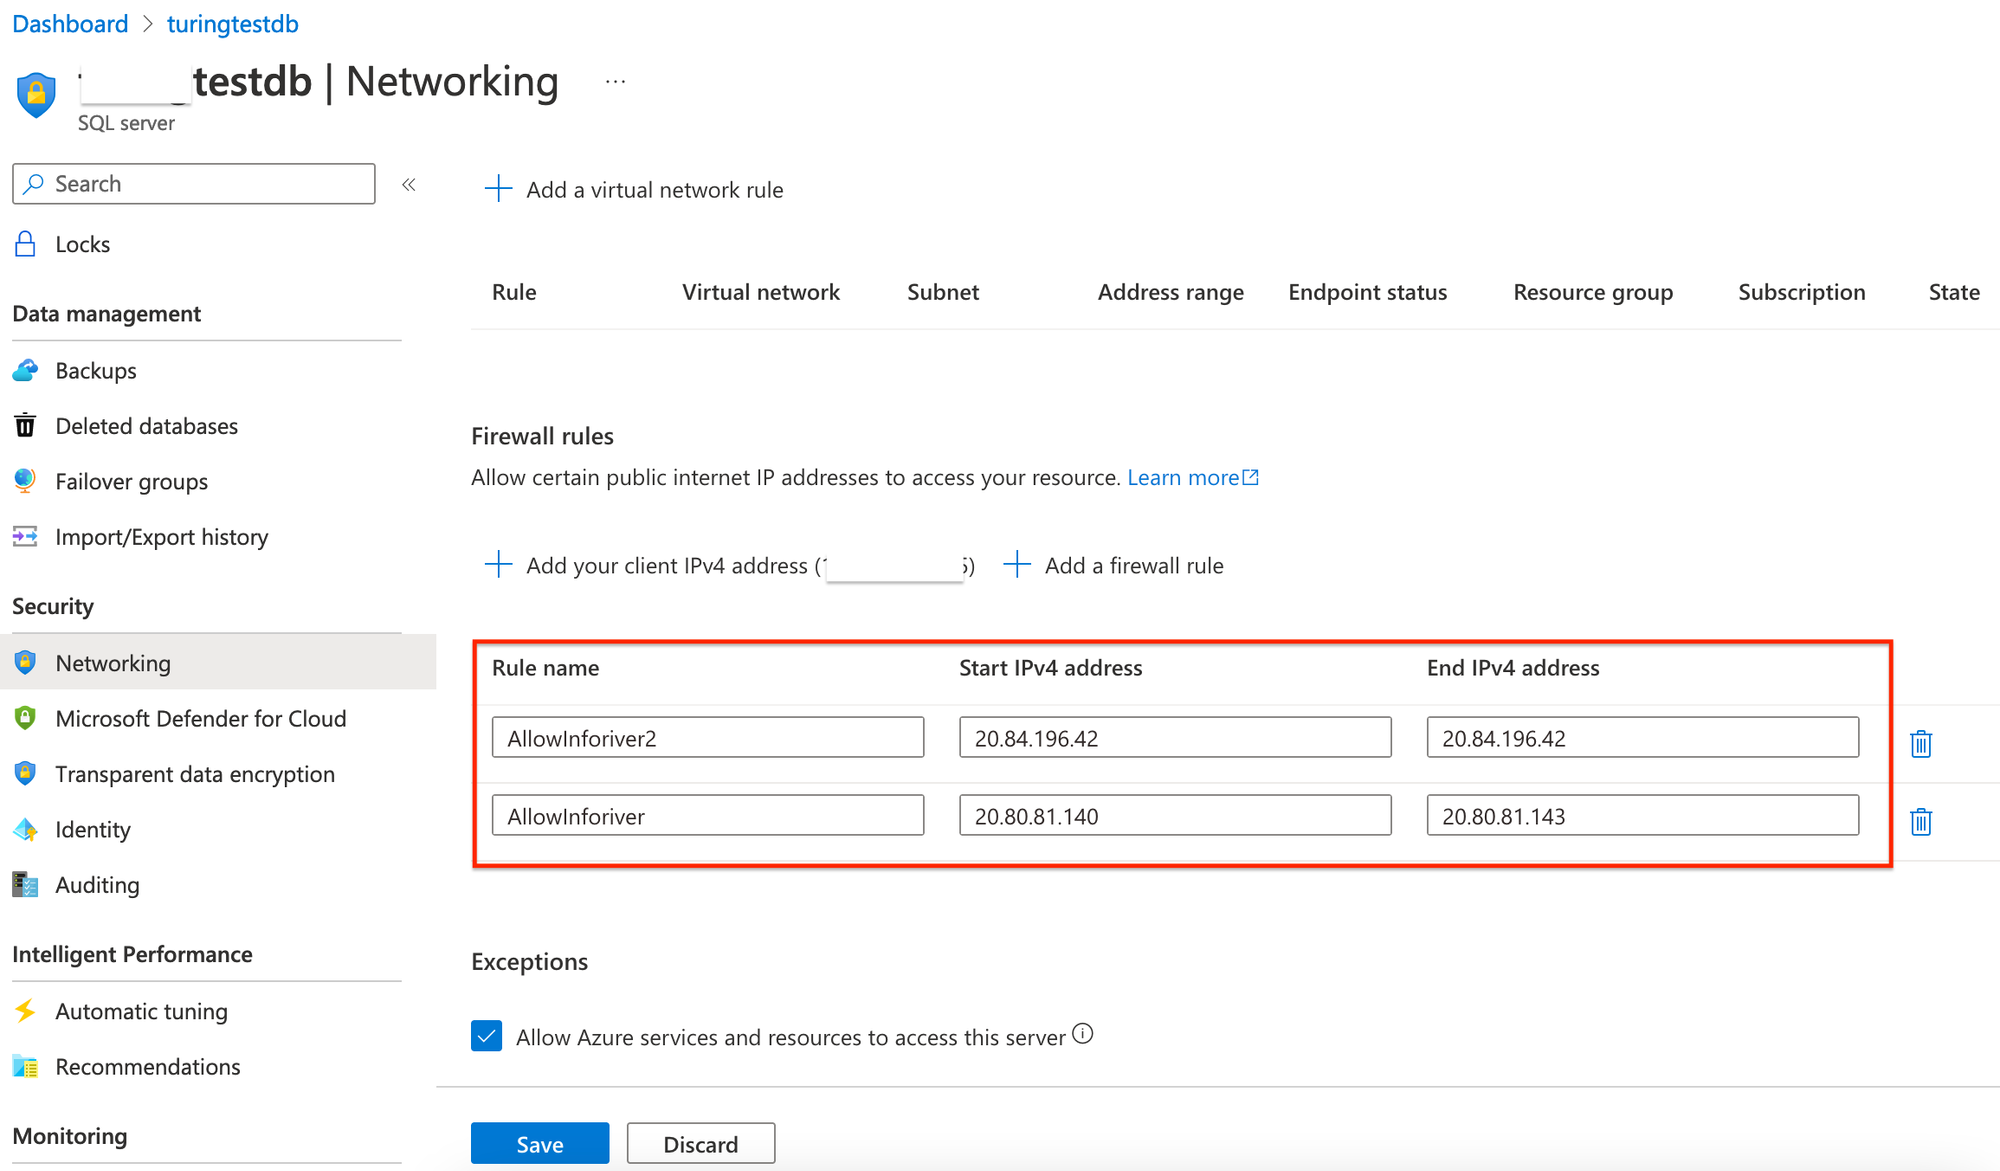 Dashboard > turingtestdb
testdb | Networking ...
SQL server
Search «
Locks
Data management
Backups
Deleted databases
Failover groups
Import/Export history
Security
Networking
Microsoft Defender for Cloud
Transparent data encryption
Identity
Auditing
Intelligent Performance
Automatic tuning
Recommendations
Monitoring
+ Add a virtual network rule
Rule Virtual network Subnet Address range Endpoint status Resource group Subscription State
Firewall rules
Allow certain public internet IP addresses to access your resource. Learn more
+ Add your client IPv4 address ( ) + Add a firewall rule
Rule name Start IPv4 address End IPv4 address
AllowInforiver2 20.84.196.42 20.84.196.42
AllowInforiver 20.80.81.140 20.80.81.143
Exceptions
Allow Azure services and resources to access this server
Save Discard